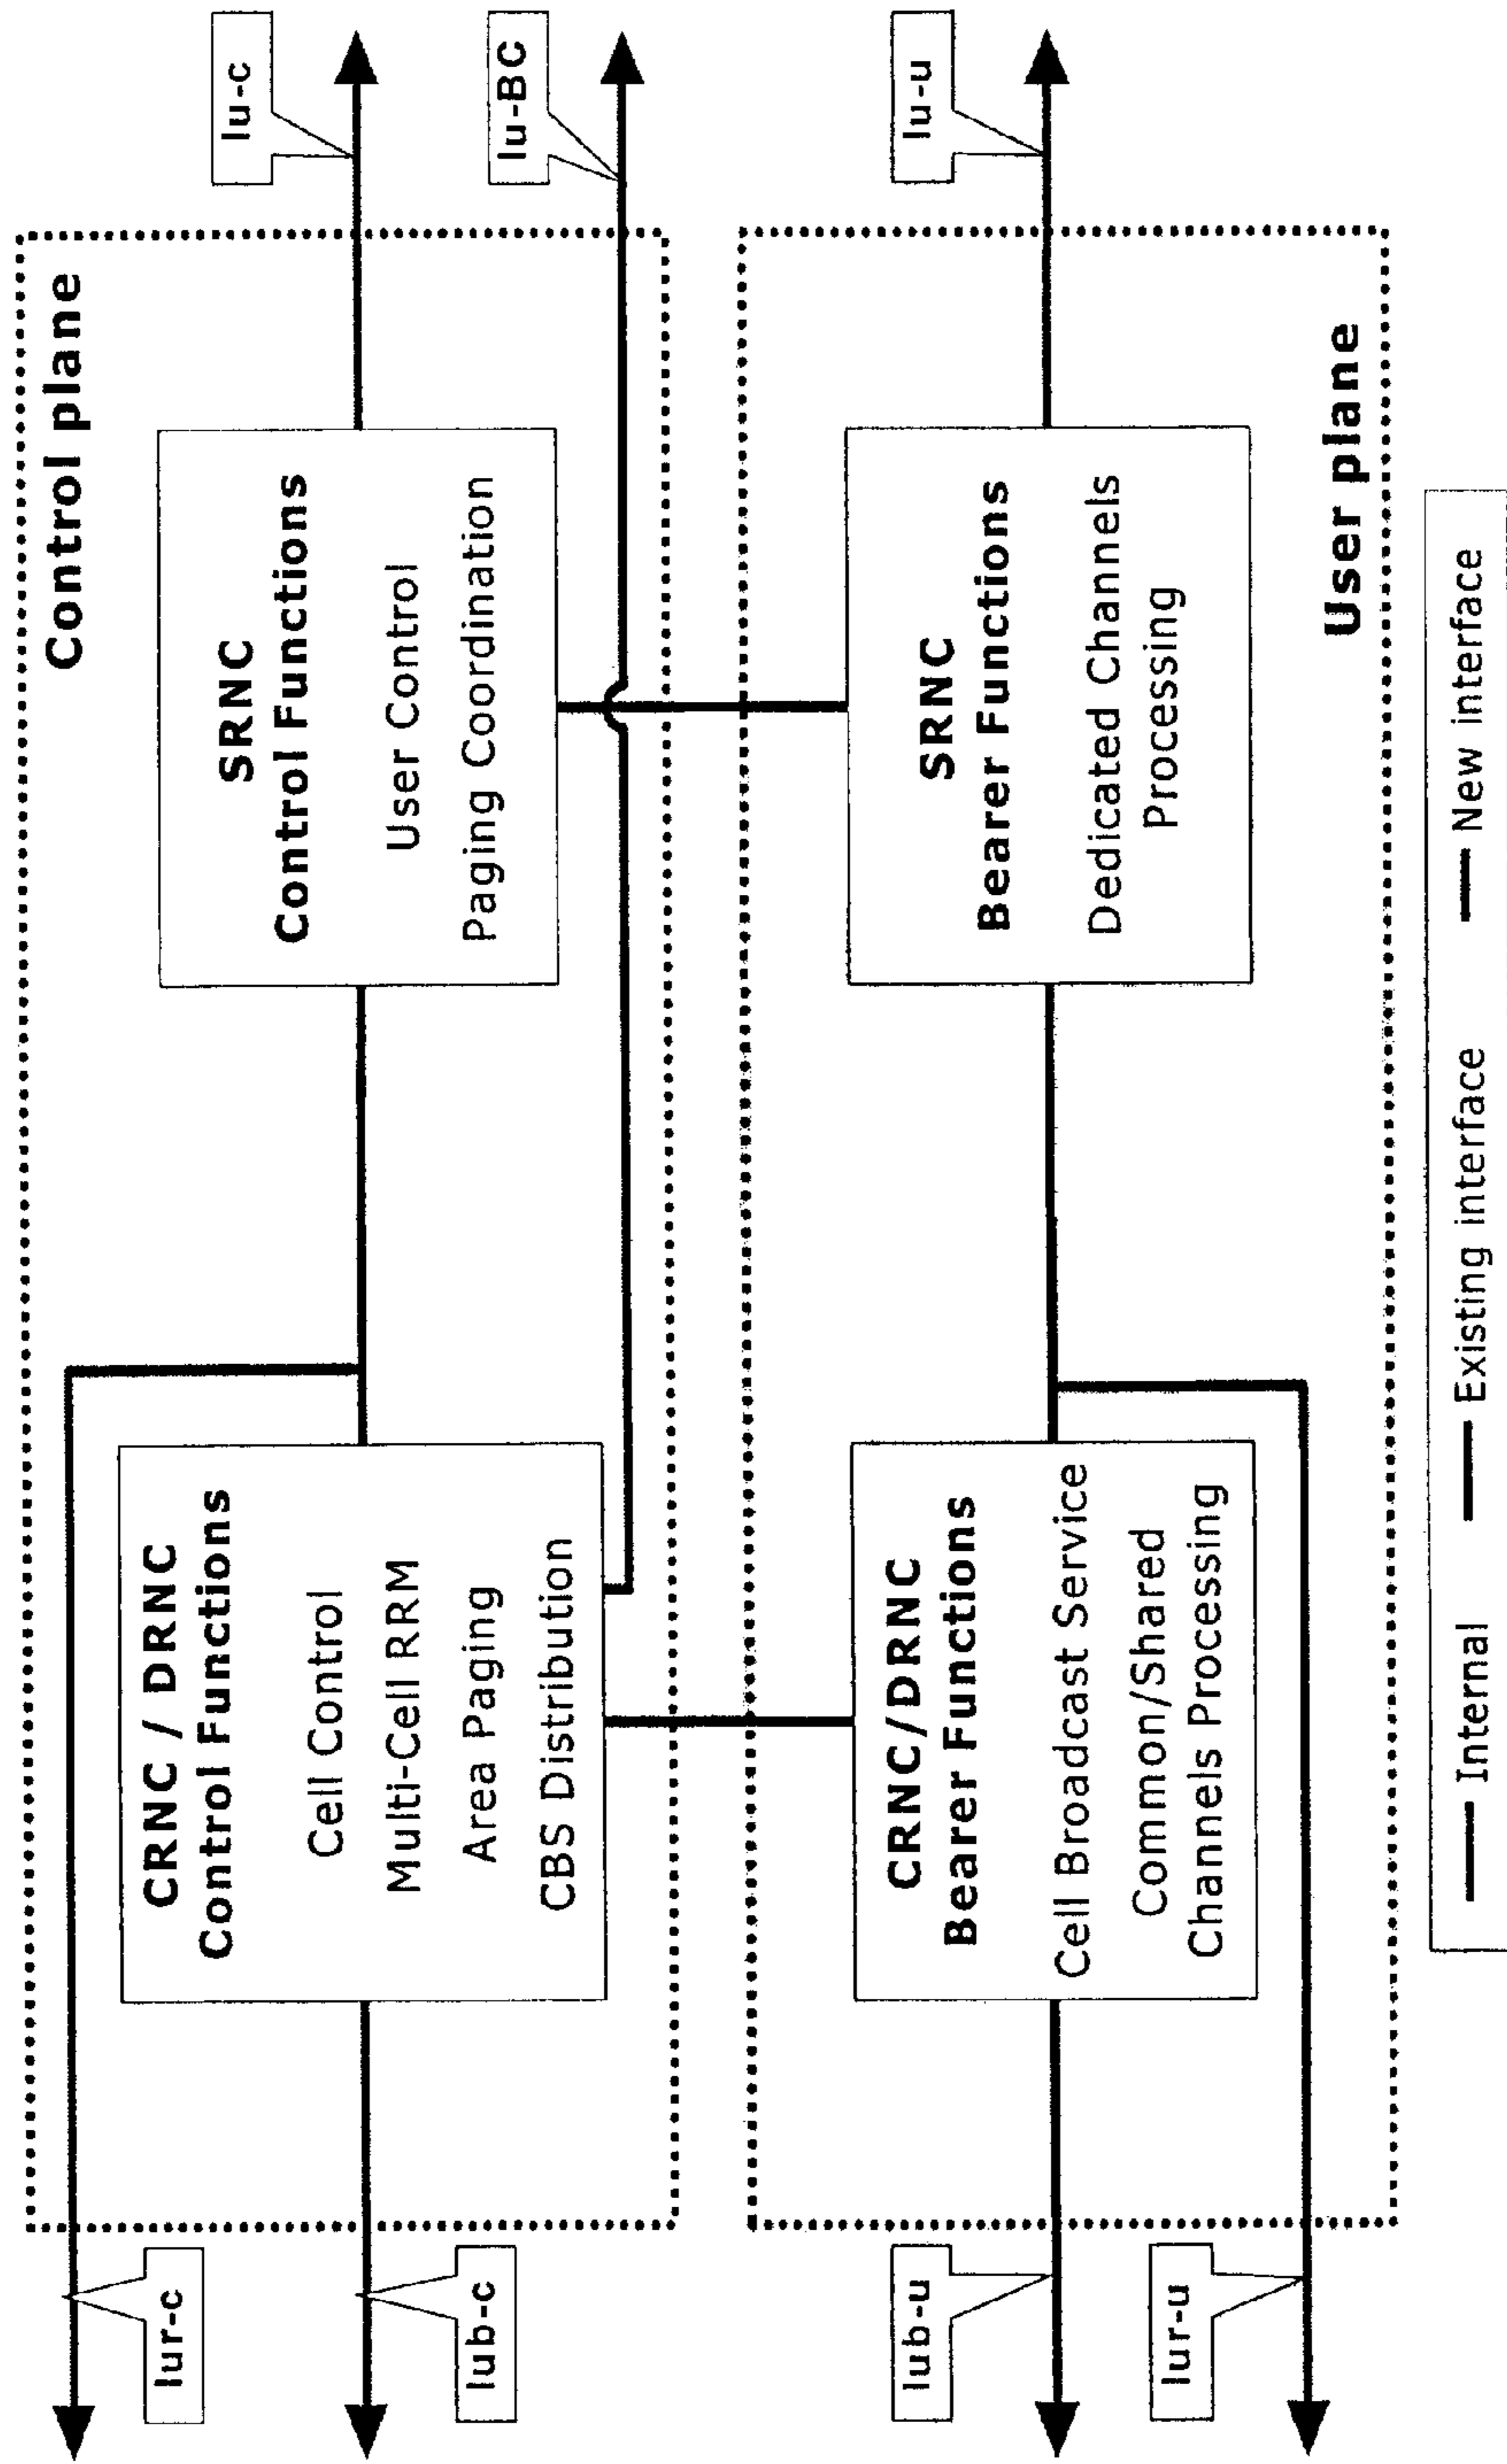 Control plane
Iur-c
Iub-c
CRNC / DRNC
Control Functions
Cell Control
Multi-Cell RRM
Area Paging
CBS Distribution
SRNC
Control Functions
User Control
Paging Coordination
Iu-c
Iu-BC
Iub-u
Iur-u
CRNC/DRNC
Bearer Functions
Cell Broadcast Service
Common/Shared
Channels Processing
SRNC
Bearer Functions
Dedicated Channels
Processing
Iu-u
User plane
Internal
Existing interface
New interface